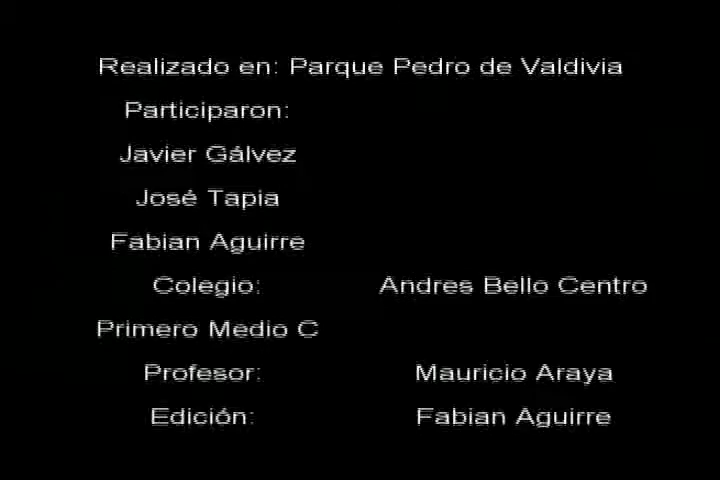 Realizado en: Parque Pedro de Valdivia
Participaron:
Javier Gálvez
José Tapia
Fabian Aguirre
Colegio: Andres Bello Centro
Primero Medio C
Profesor: Mauricio Araya
Edición: Fabian Aguirre